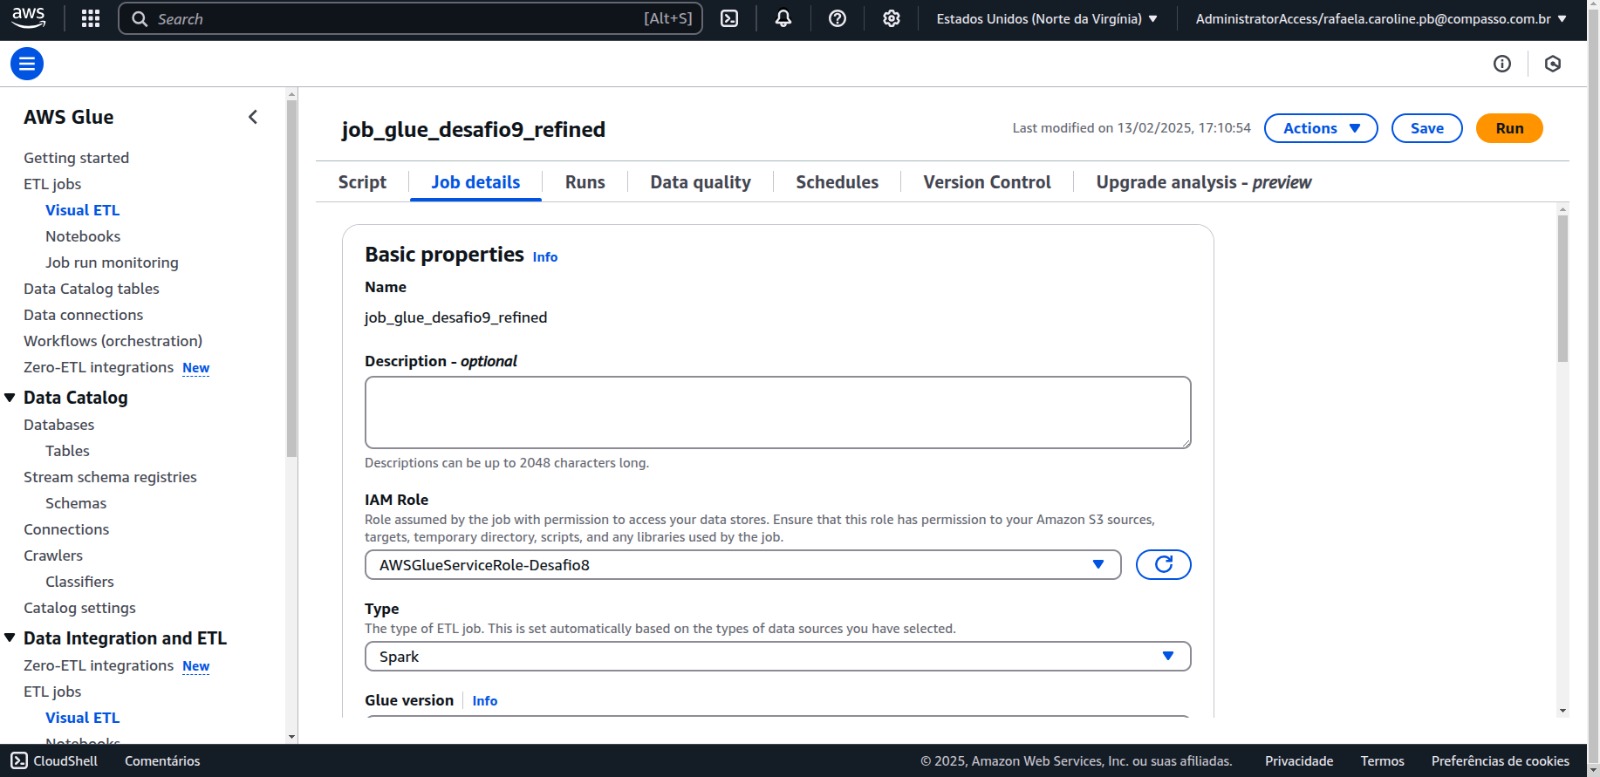 aws
Search [Alt+S] Estados Unidos (Norte da Virgínia) AdministratorAccess/rafaela.caroline.pb@compasso.com.br
AWS Glue
Getting started
ETL jobs
Visual ETL
Notebooks
Job run monitoring
Data Catalog tables
Data connections
Workflows (orchestration)
Zero-ETL integrations New
Data Catalog
Databases
Tables
Stream schema registries
Schemas
Connections
Crawlers
Classifiers
Catalog settings
Data Integration and ETL
Zero-ETL integrations New
ETL jobs
Visual ETL
Notebooks
job_glue_desafio9_refined
Last modified on 13/02/2025, 17:10:54 Actions Save Run
Script Job details Runs Data quality Schedules Version Control Upgrade analysis - preview
Basic properties Info
Name
job_glue_desafio9_refined
Description - optional
Descriptions can be up to 2048 characters long.
IAM Role
Role assumed by the job with permission to access your data stores. Ensure that this role has permission to your Amazon S3 sources,
targets, temporary directory, scripts, and any libraries used by the job.
AWSGlueServiceRole-Desafio8
Type
The type of ETL job. This is set automatically based on the types of data sources you have selected.
Spark
Glue version Info
CloudShell Comentários © 2025, Amazon Web Services, Inc. ou suas afiliadas. Privacidade Termos Preferências de cookies